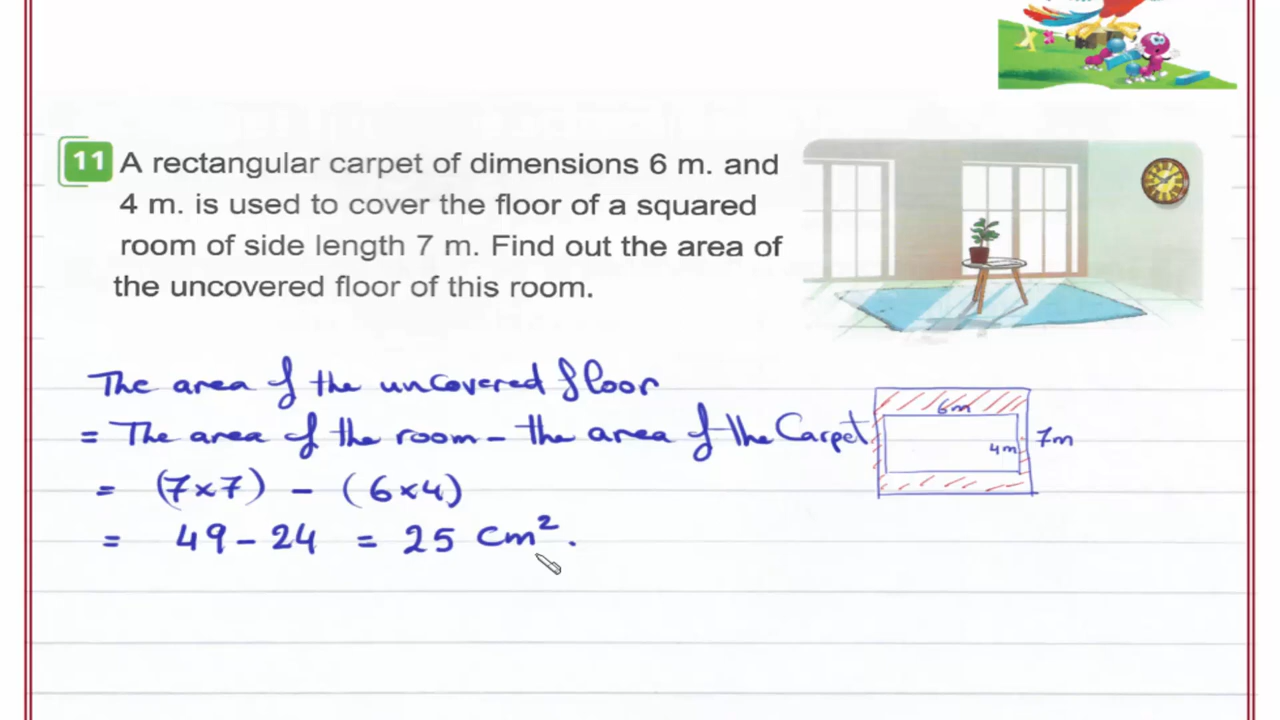 11 A rectangular carpet of dimensions 6 m. and
4 m. is used to cover the floor of a squared
room of side length 7 m. Find out the area of
the uncovered floor of this room.
The area of the uncovered floor
= The area of the room - the area of the Carpet
= (7×7) - (6×4)
= 49 - 24 = 25 cm².
6m
4m
7m